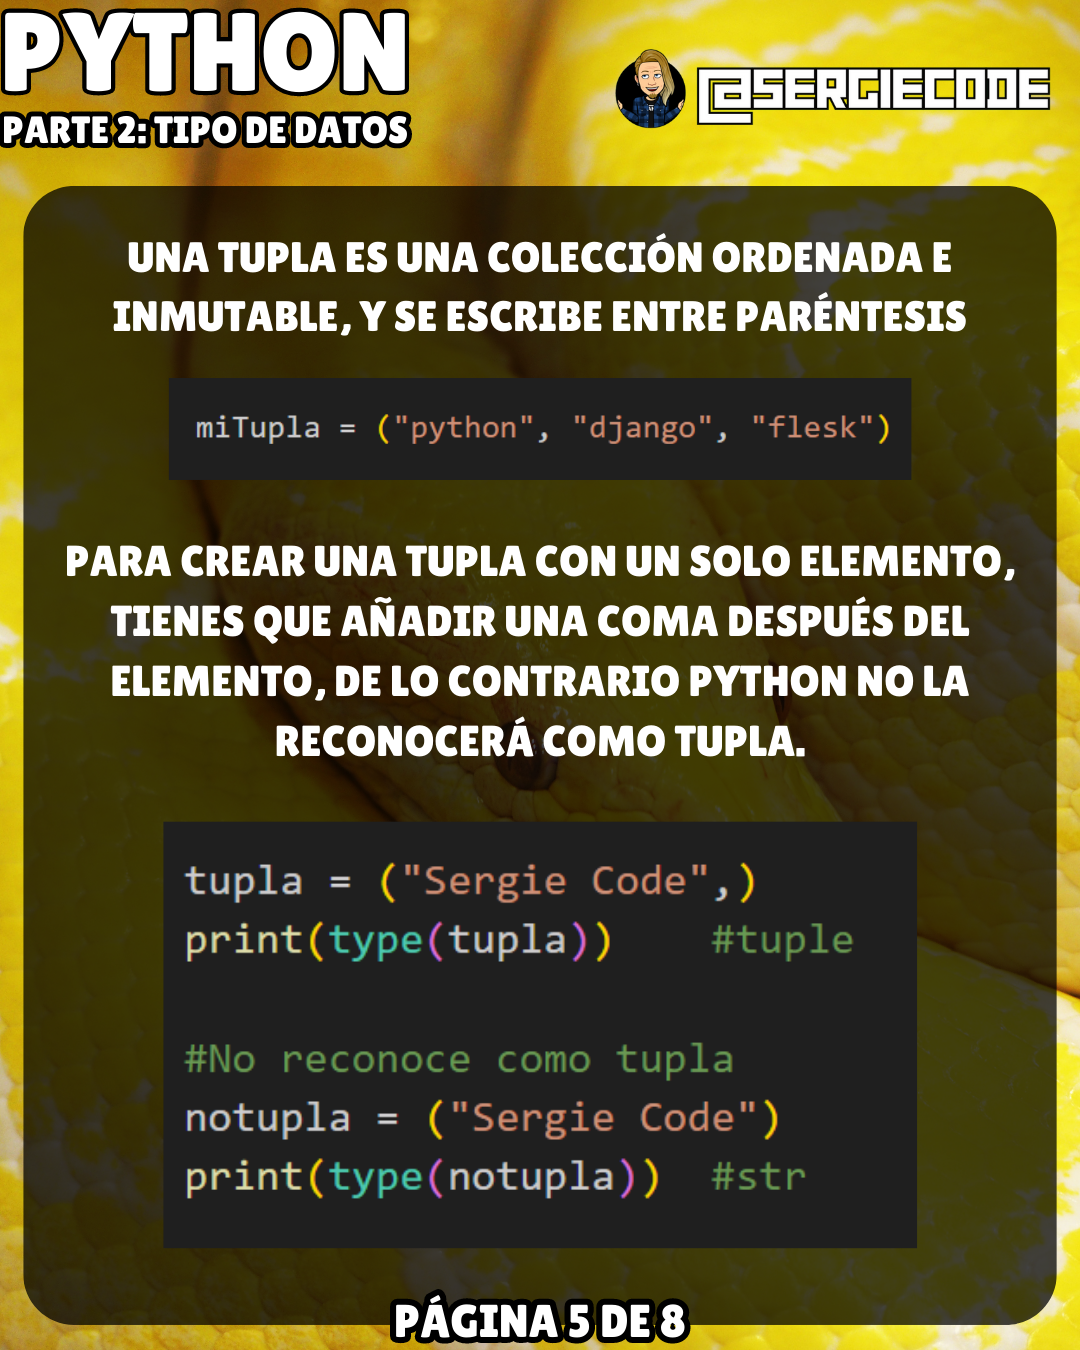 PYTHON
PARTE 2: TIPO DE DATOS
@SERGIECODE
UNA TUPLA ES UNA COLECCIÓN ORDENADA E
INMUTABLE, Y SE ESCRIBE ENTRE PARÉNTESIS
miTupla = ("python", "django", "flesk")
PARA CREAR UNA TUPLA CON UN SOLO ELEMENTO,
TIENES QUE AÑADIR UNA COMA DESPUÉS DEL
ELEMENTO, DE LO CONTRARIO PYTHON NO LA
RECONOCERÁ COMO TUPLA.
tupla = ("Sergie Code",)
print(type(tupla))    #tuple
#No reconoce como tupla
notupla = ("Sergie Code")
print(type(notupla))  #str
PÁGINA 5 DE 8